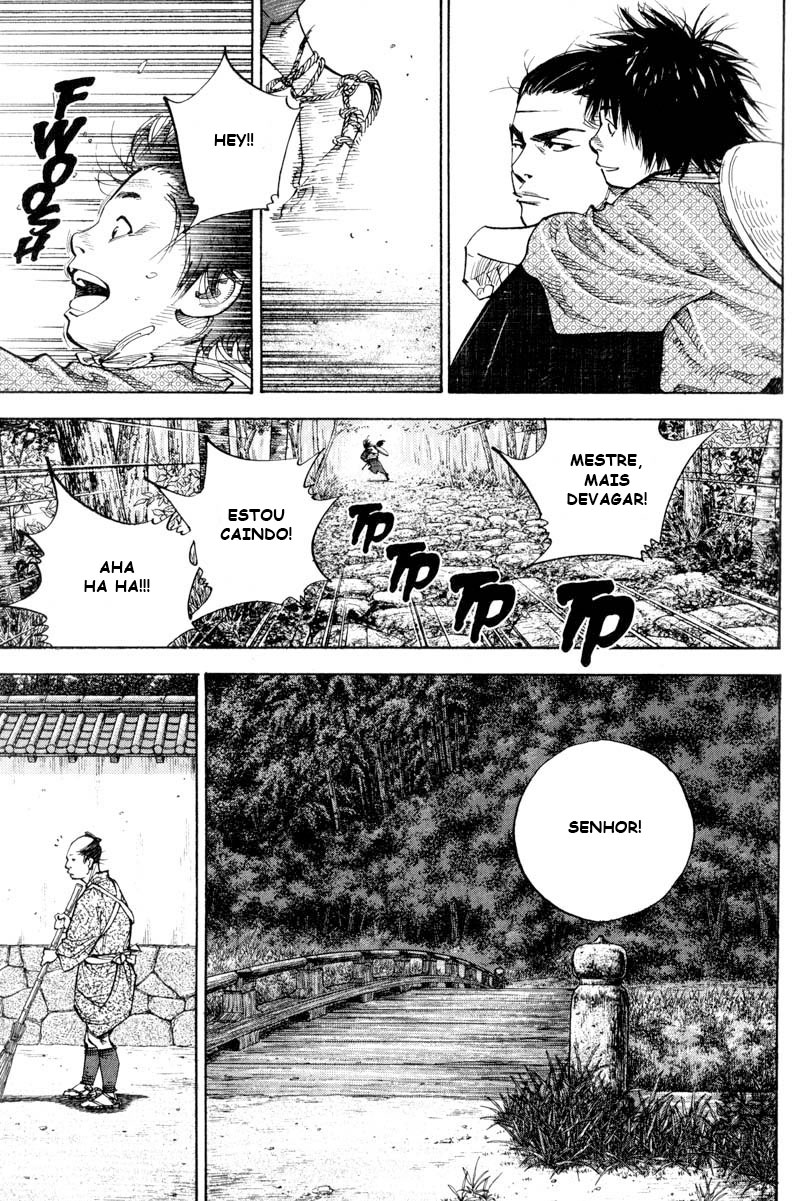 HEY!!
FWOOSH
MESTRE,
MAIS
DEVAGAR!
ESTOU
CAINDO!
AHA
HA HA!!!
TP
TP
TP
TP
SENHOR!